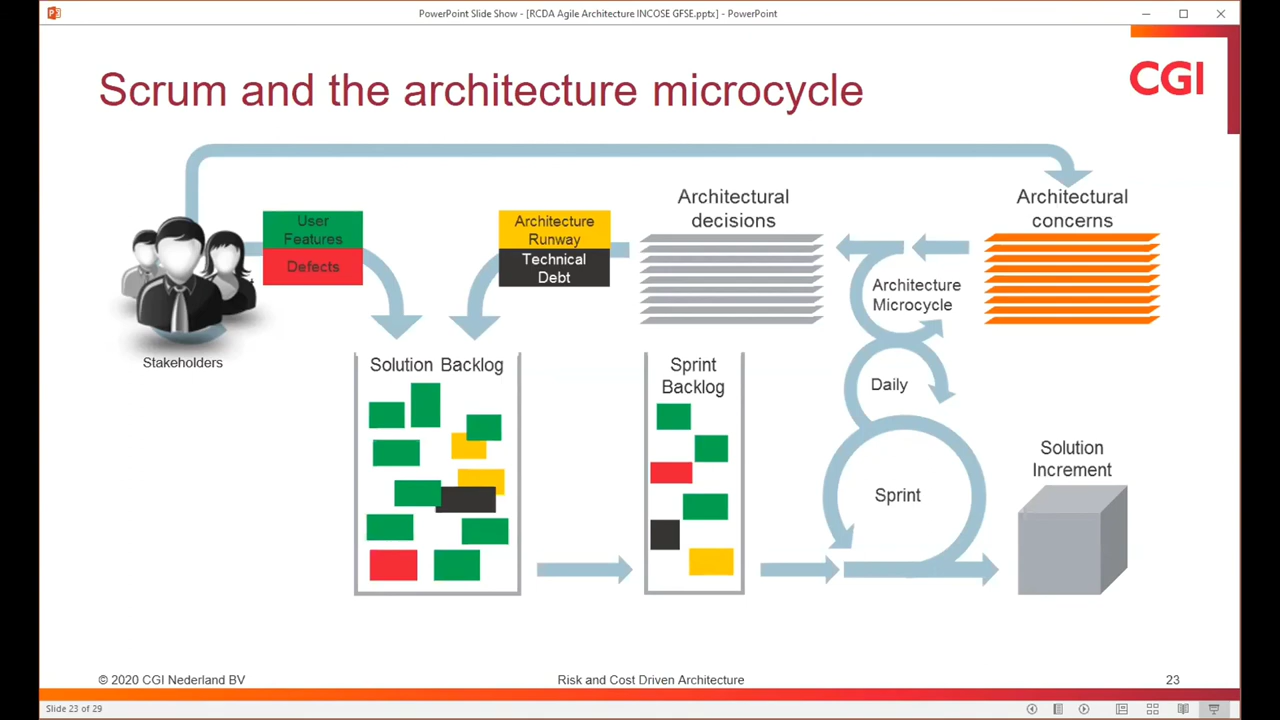 PowerPoint Slide Show - [RCDA Agile Architecture INCOSE GFSE.pptx] - PowerPoint
Scrum and the architecture microcycle
CGI
User
Features
Defects
Architecture
Runway
Technical
Debt
Architectural
decisions
Architectural
concerns
Architecture
Microcycle
Stakeholders
Solution Backlog
Sprint
Backlog
Daily
Sprint
Solution
Increment
© 2020 CGI Nederland BV
Risk and Cost Driven Architecture
23
Slide 23 of 29